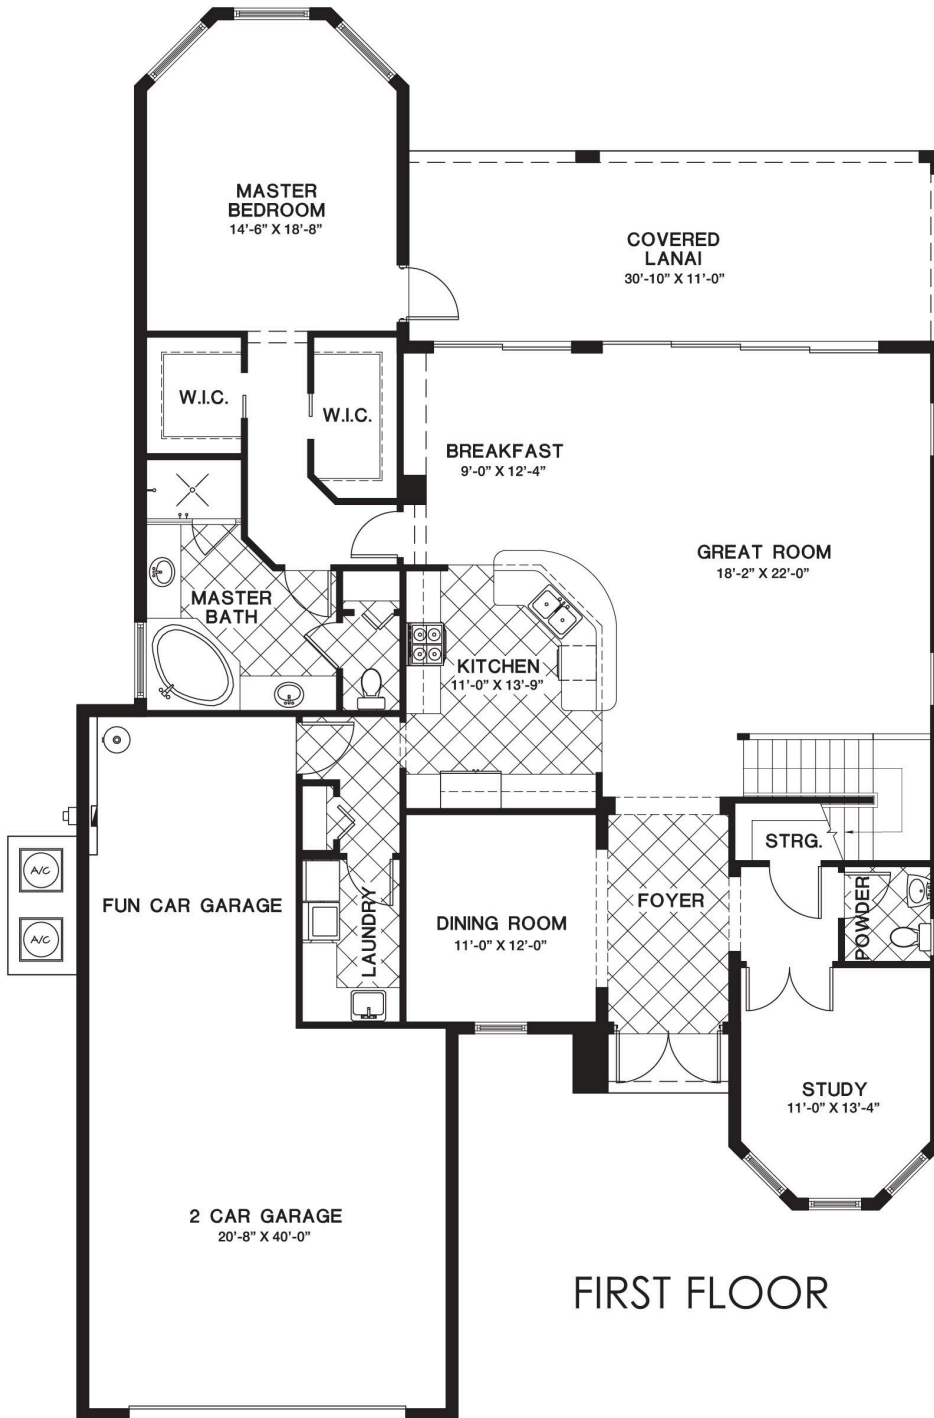 MASTER
BEDROOM
14'-6" X 18'-8"
COVERED
LANAI
30'-10" X 11'-0"
W.I.C.
W.I.C.
BREAKFAST
9'-0" X 12'-4"
GREAT ROOM
18'-2" X 22'-0"
MASTER
BATH
KITCHEN
11'-0" X 13'-9"
STRG.
A/C
A/C
FUN CAR GARAGE
LAUNDRY
DINING ROOM
11'-0" X 12'-0"
FOYER
POWDER
STUDY
11'-0" X 13'-4"
2 CAR GARAGE
20'-8" X 40'-0"
FIRST FLOOR